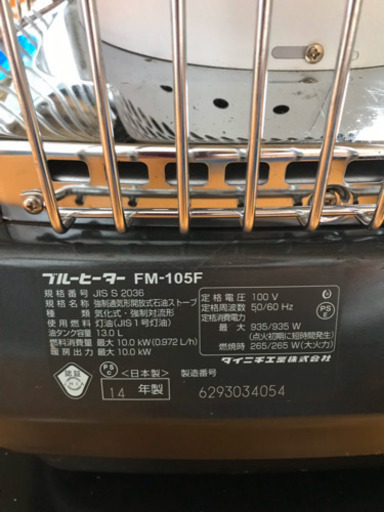 ブルーヒーター FM-105F
規格番号 JIS S 2036
規格名 強制通気形開放式石油ストーブ
種類 気化式・強制対流形
使用燃料 灯油(JIS1号灯油)
油タンク容量 13.0 L
燃料消費量 最大 10.0 kW (0.972 L/h)
暖房出力 最大 10.0 kW
定格電圧 100 V
定格周波数 50/60 Hz
定格消費電力
最大 935/935 W
(点火初期に短時間発生)
燃焼時 265/265 W (大火力)
PS
E
ダイニチ工業株式会社
PS
C
<日本製> 製造番号
14 年製 6293034054